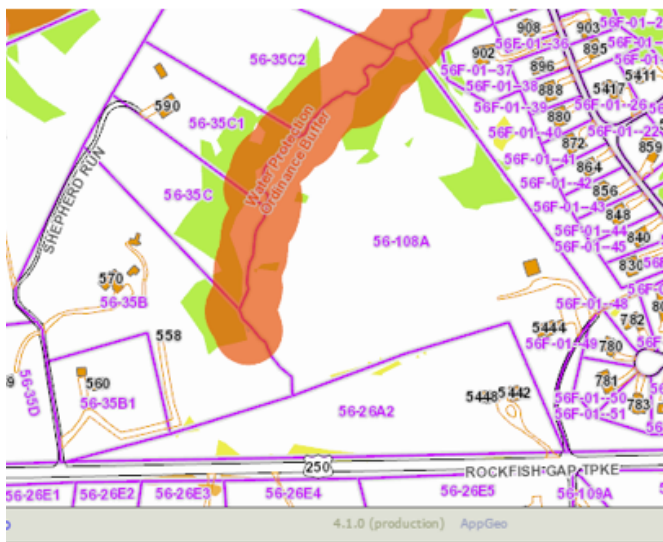 908
903
56F-01--36
895
902
56F-01--37
896
5411
56-35C2
56F-01--38
888
5417
56F-01--39
56F-01--26
590
880
56-35C1
56F-01--40
56F-01--22
872
859
56F-01--41
864
Water Protection
Ordinance Buffer
56F-01--42
56-35C
856
56F-01--43
848
SHEPHERD RUN
56F-01--44
56-108A
840
56F-01--45
830
570
56-35B
56F-01--48
782
558
5444
56F-01--49
780
560
781
56-35D
5448
5442
56F-01--50
783
56-35B1
56-26A2
56F-01--51
250
ROCKFISH GAP TPKE
56-26E1
56-26E2
56-26E3
56-26E4
56-26E5
56-109A
4.1.0 (production)
AppGeo